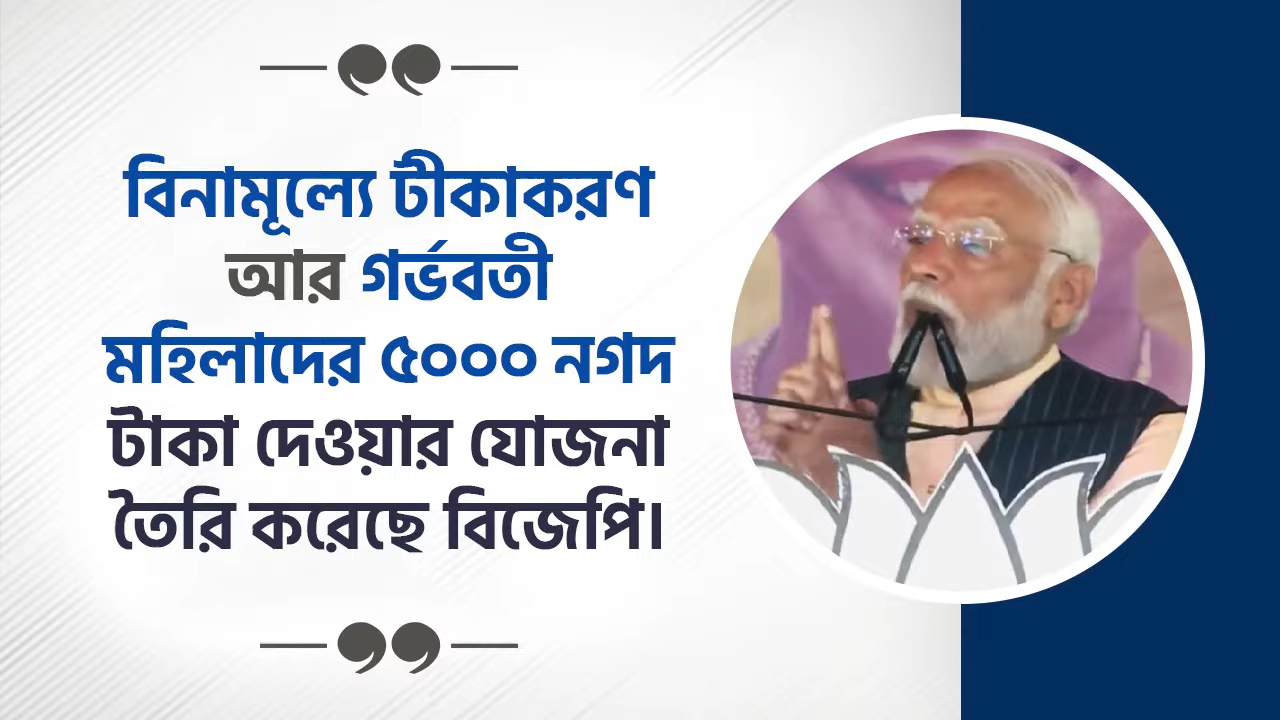 বিনামূল্যে টীকাকরণ
আর গর্ভবতী
মহিলাদের ৫০০০ নগদ
টাকা দেওয়ার যোজনা
তৈরি করেছে বিজেপি।